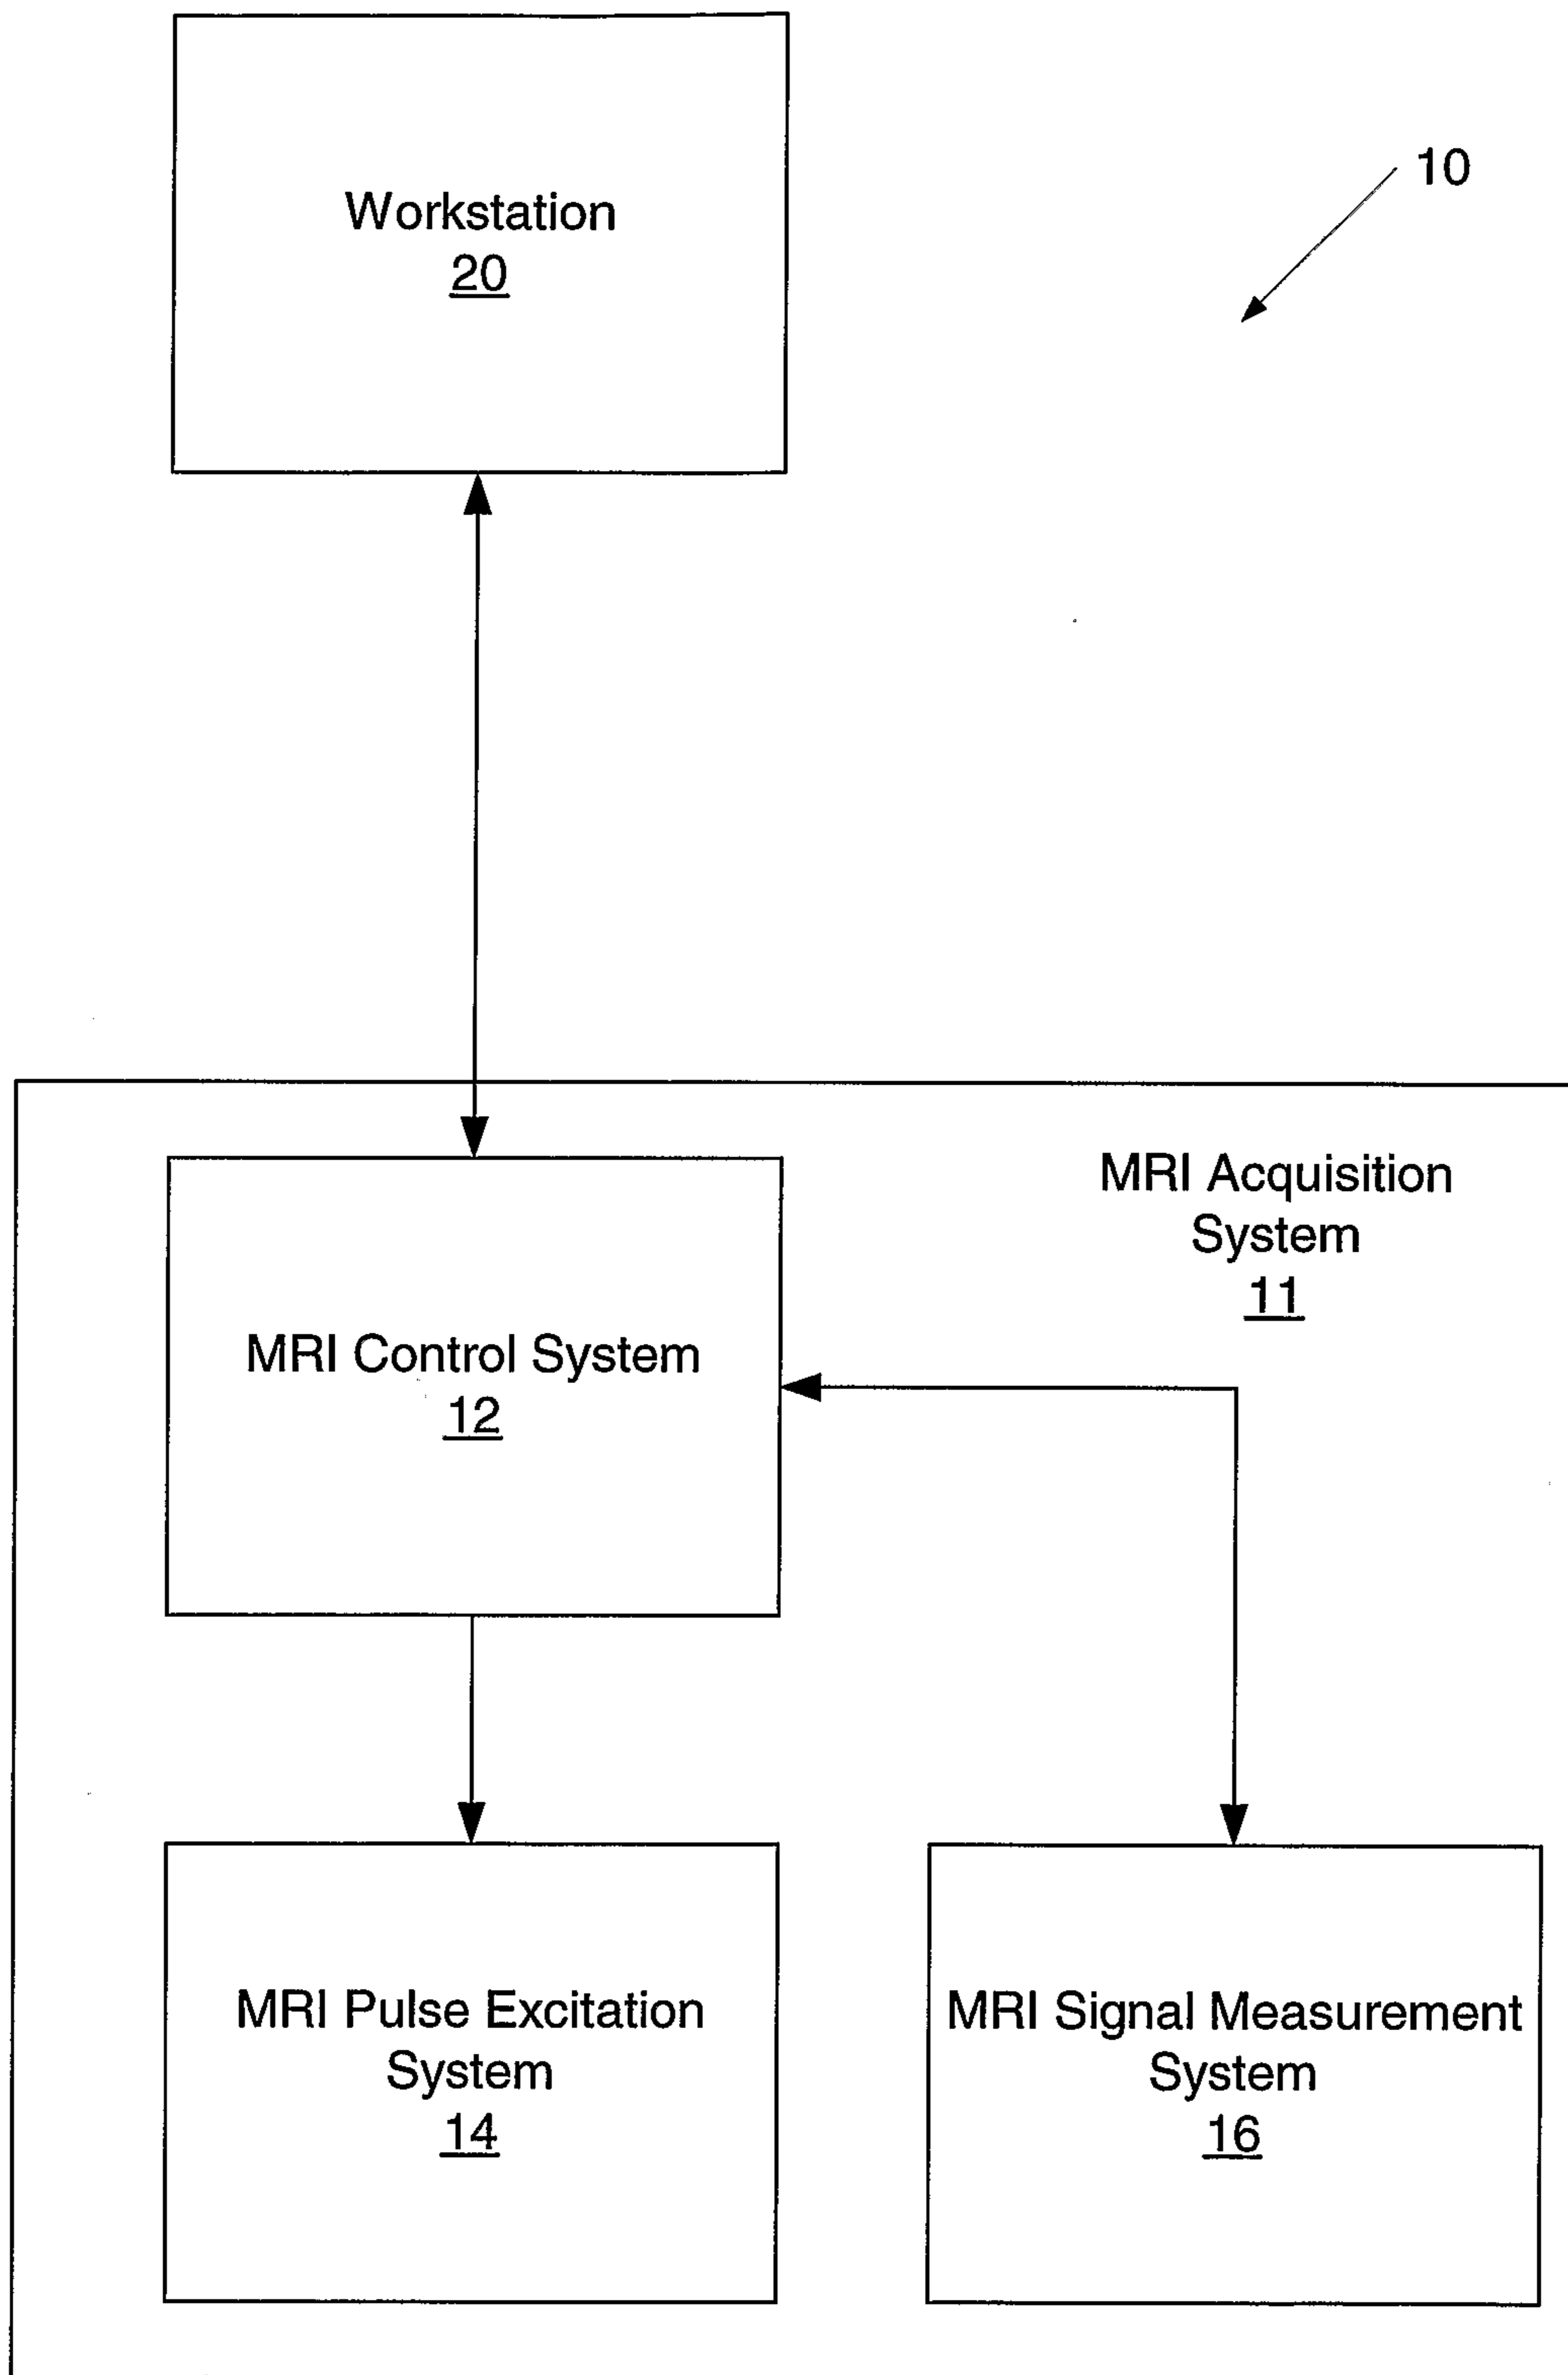 Workstation
20
10
MRI Acquisition
System
11
MRI Control System
12
MRI Pulse Excitation
System
14
MRI Signal Measurement
System
16